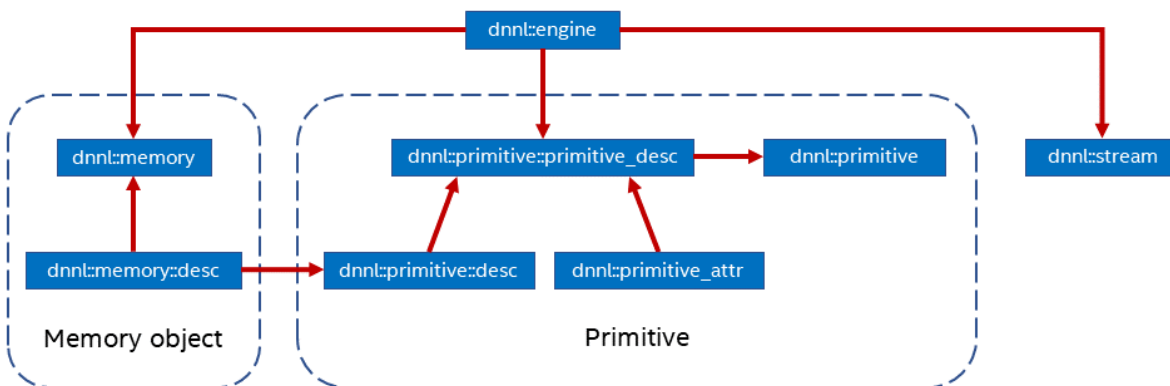 dnnl::engine
dnnl::memory
dnnl::primitive::primitive_desc
dnnl::primitive
dnnl::stream
dnnl::memory::desc
dnnl::primitive::desc
dnnl::primitive_attr
Memory object
Primitive